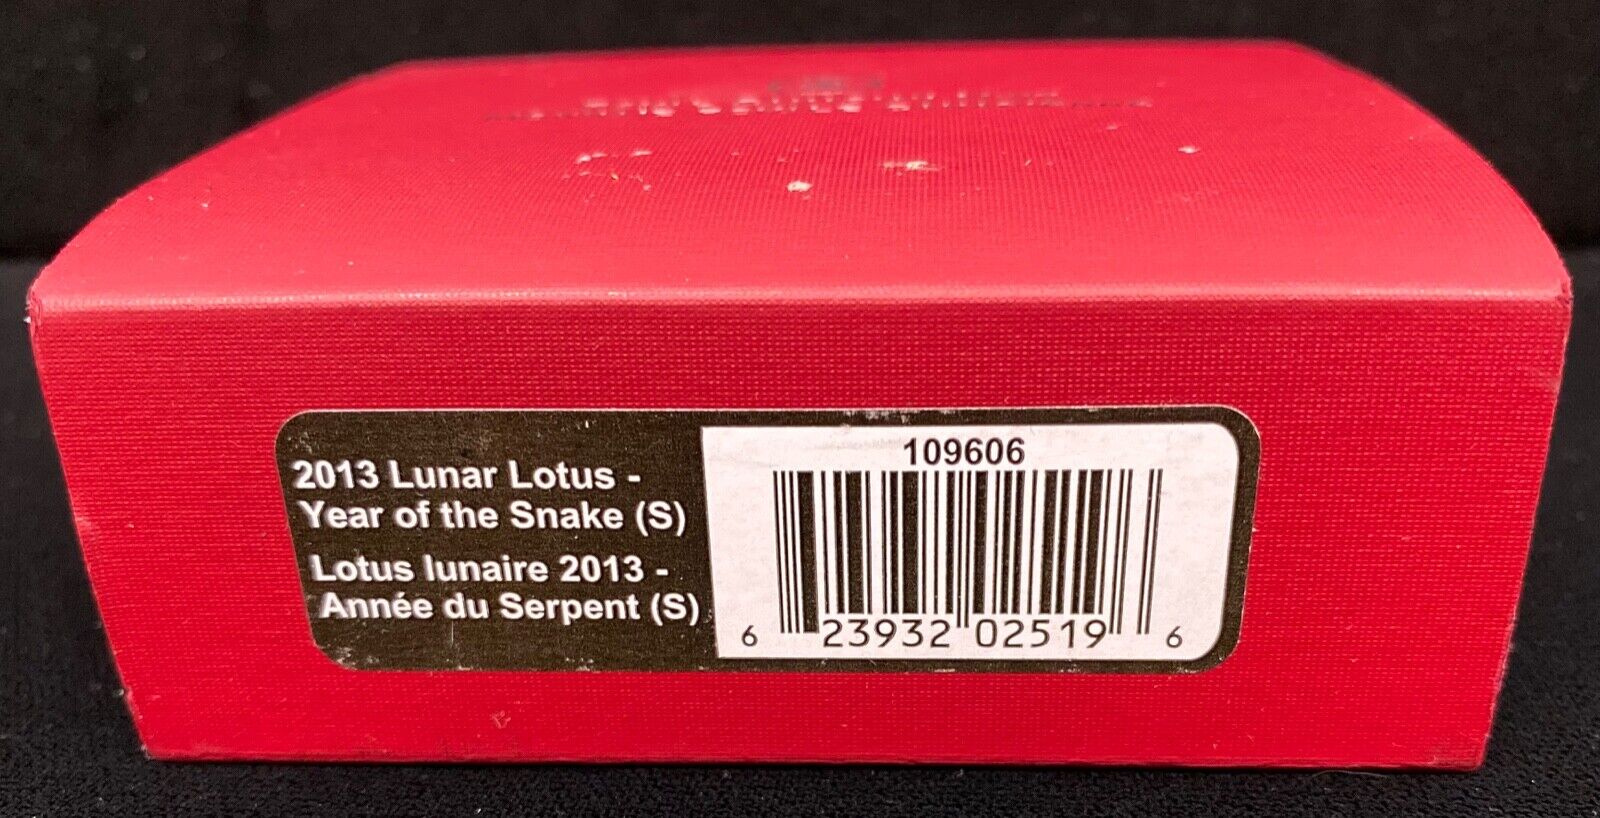 2013 Lunar Lotus -
Year of the Snake (S)
Lotus lunaire 2013 -
Année du Serpent (S)
109606
6 23932 02519 6